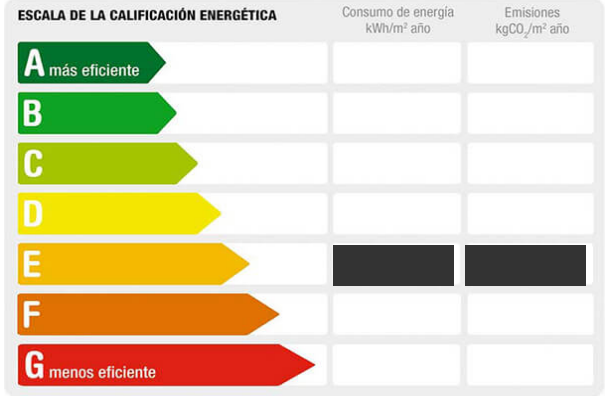 ESCALA DE LA CALIFICACIÓN ENERGÉTICA
Consumo de energía
kWh/m² año
Emisiones
kgCO₂/m² año
A más eficiente
B
C
D
E
F
G menos eficiente